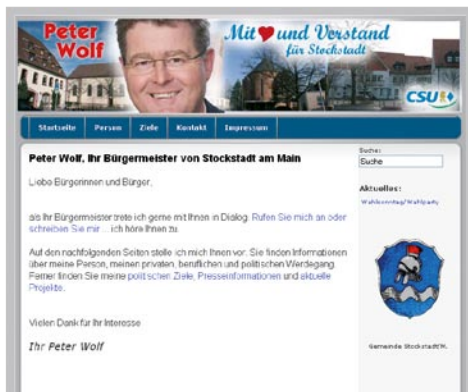 Peter
Wolf
Mit und Verstand
für Stockstadt
CSU
Startseite Person Ziele Kontakt Impressum
Peter Wolf, Ihr Bürgermeister von Stockstadt am Main
Liebe Bürgerinnen und Bürger,
als Ihr Bürgermeister trete ich gerne mit Ihnen in Dialog. Rufen Sie mich an oder
schreiben Sie mir ... ich höre Ihnen zu.
Auf den nachfolgenden Seiten stelle ich mich Ihnen vor. Sie finden Informationen
über meine Person, meinen privaten, beruflichen und politischen Werdegang.
Ferner finden Sie meine politischen Ziele, Presseinformationen und aktuelle
Projekte.
Vielen Dank für Ihr Interesse
Ihr Peter Wolf
Suche:
Suche
Aktuelles:
Wahlsonntag/Wahlparty
Gemeinde Stockstadt/M.